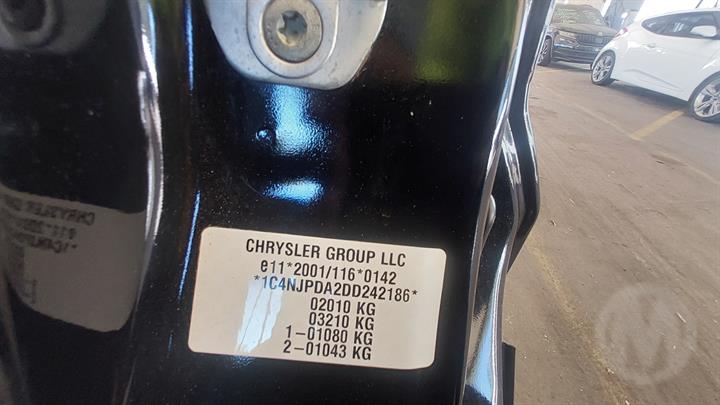 CHRYSLER GROUP LLC
e11*2001/116*0142
*1C4NJPDA2DD242186*
02010 KG
03210 KG
1-01080 KG
2-01043 KG
M